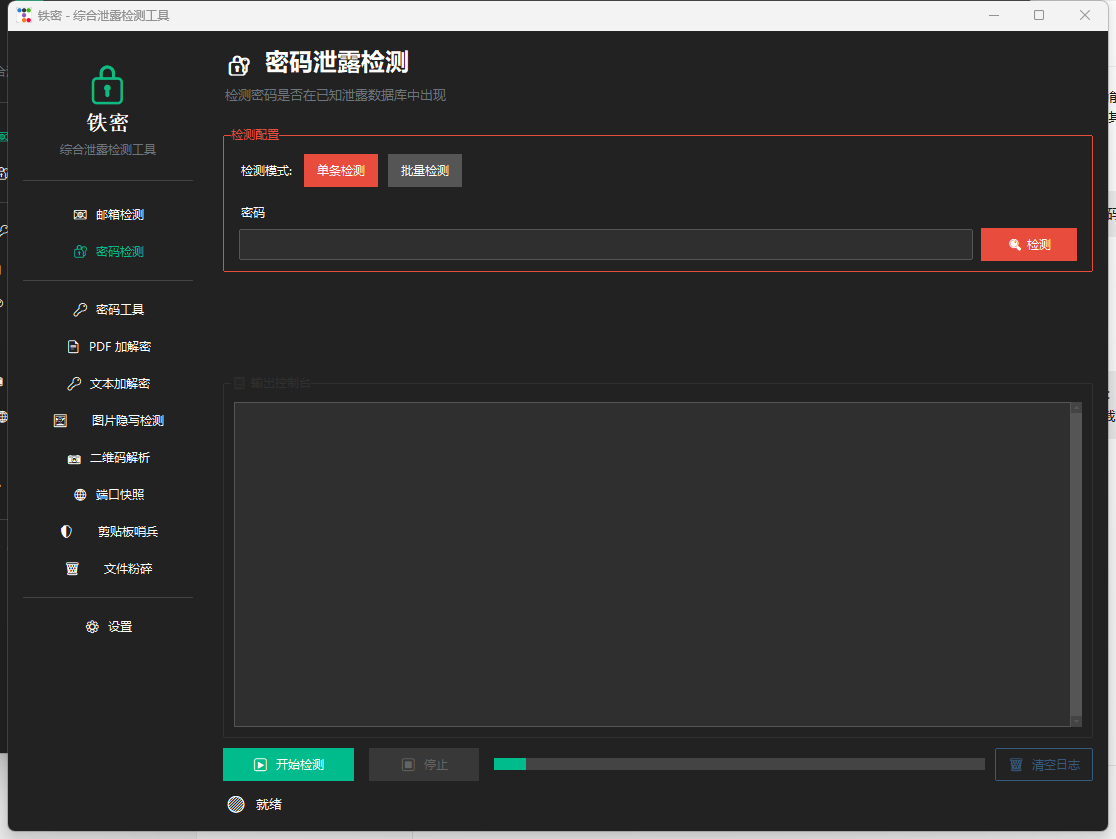 铁密 - 综合泄露检测工具
铁密
综合泄露检测工具
邮箱检测
密码检测
密码工具
PDF 加解密
文本加解密
图片隐写检测
二维码解析
端口快照
剪贴板哨兵
文件粉碎
设置
密码泄露检测
检测密码是否在已知泄露数据库中出现
检测配置
检测模式: 单条检测 批量检测
密码
检测
输出控制台
开始检测 停止 清空日志
就绪